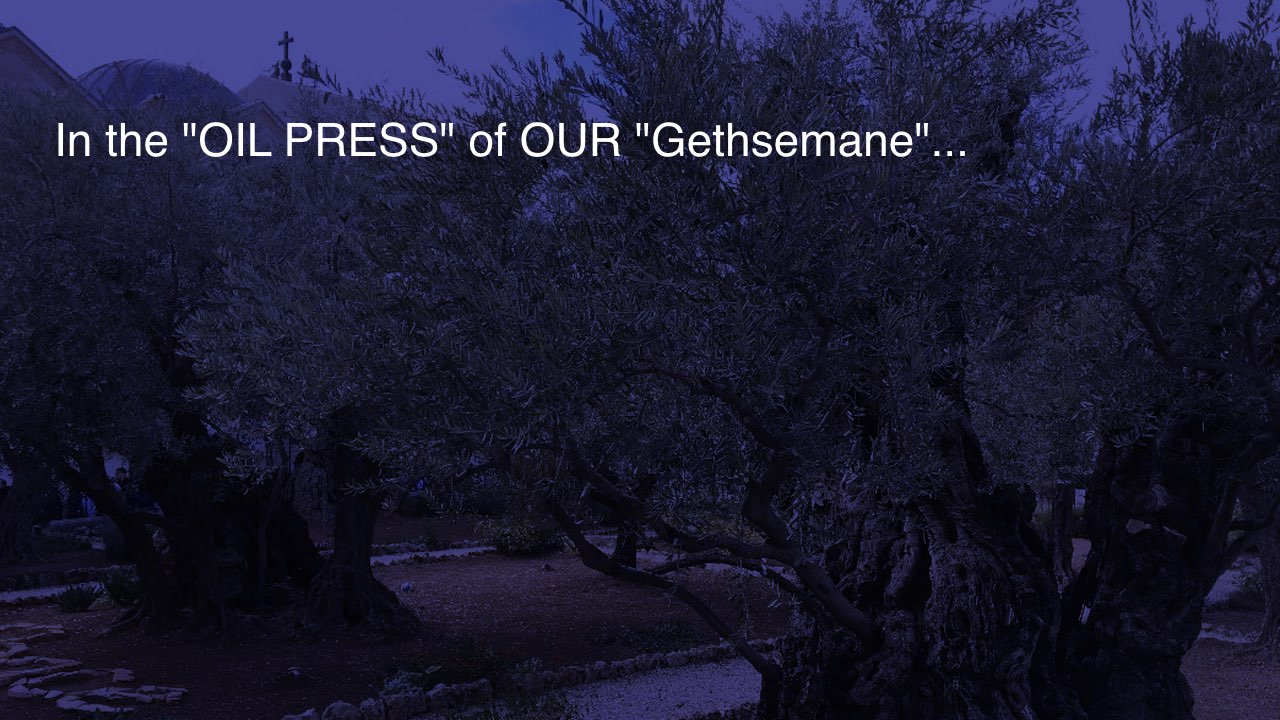 In the "OIL PRESS" of OUR "Gethsemane"...